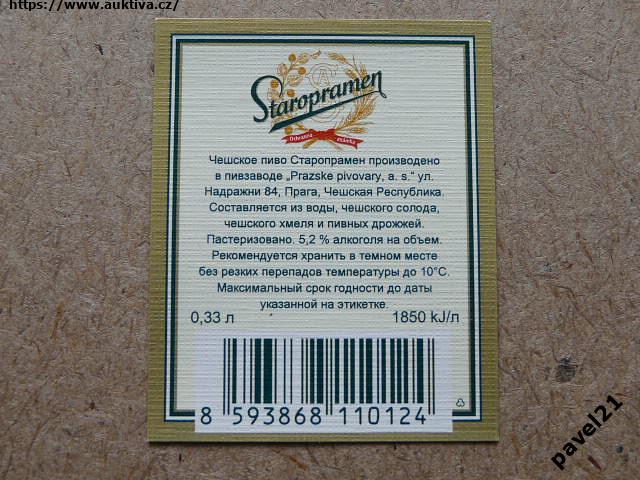 https://www.auktiva.cz/
Staropramen
Ochranná známka
Чешское пиво Старопрамен производено
в пивзаводе „Prazske pivovary, a. s.“ ул.
Надражни 84, Прага, Чешская Республика.
Составляется из воды, чешского солода,
чешского хмеля и пивных дрожжей.
Пастеризовано. 5,2 % алкоголя на объем.
Рекомендуется хранить в темном месте
без резких перепадов температуры до 10°C.
Максимальный срок годности до даты
указанной на этикетке.
0,33 л 1850 kJ/л
8 593868 110124
pavel21